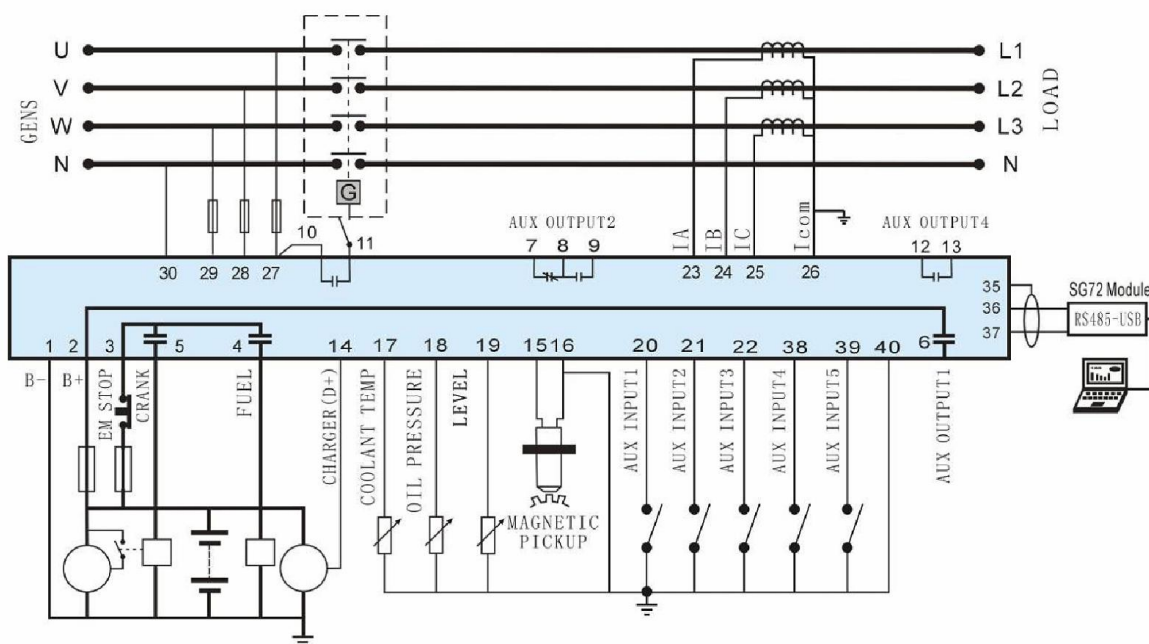 U
L1
V
L2
W
L3
N
N
GENS
LOAD
G
10
11
AUX OUTPUT2
7 8 9
IA
IB
IC
Icom
AUX OUTPUT4
12 13
30 29 28 27
23 24 25 26
35
36
37
SG72 Module
RS485-USB
1 2 3 5 4 14 17 18 19 15 16 20 21 22 38 39 40 6
B-
B+
EM STOP
CRANK
FUEL
CHARGER(D+)
COOLANT TEMP
OIL PRESSURE
LEVEL
MAGNETIC
PICKUP
AUX INPUT1
AUX INPUT2
AUX INPUT3
AUX INPUT4
AUX INPUT5
AUX OUTPUT1